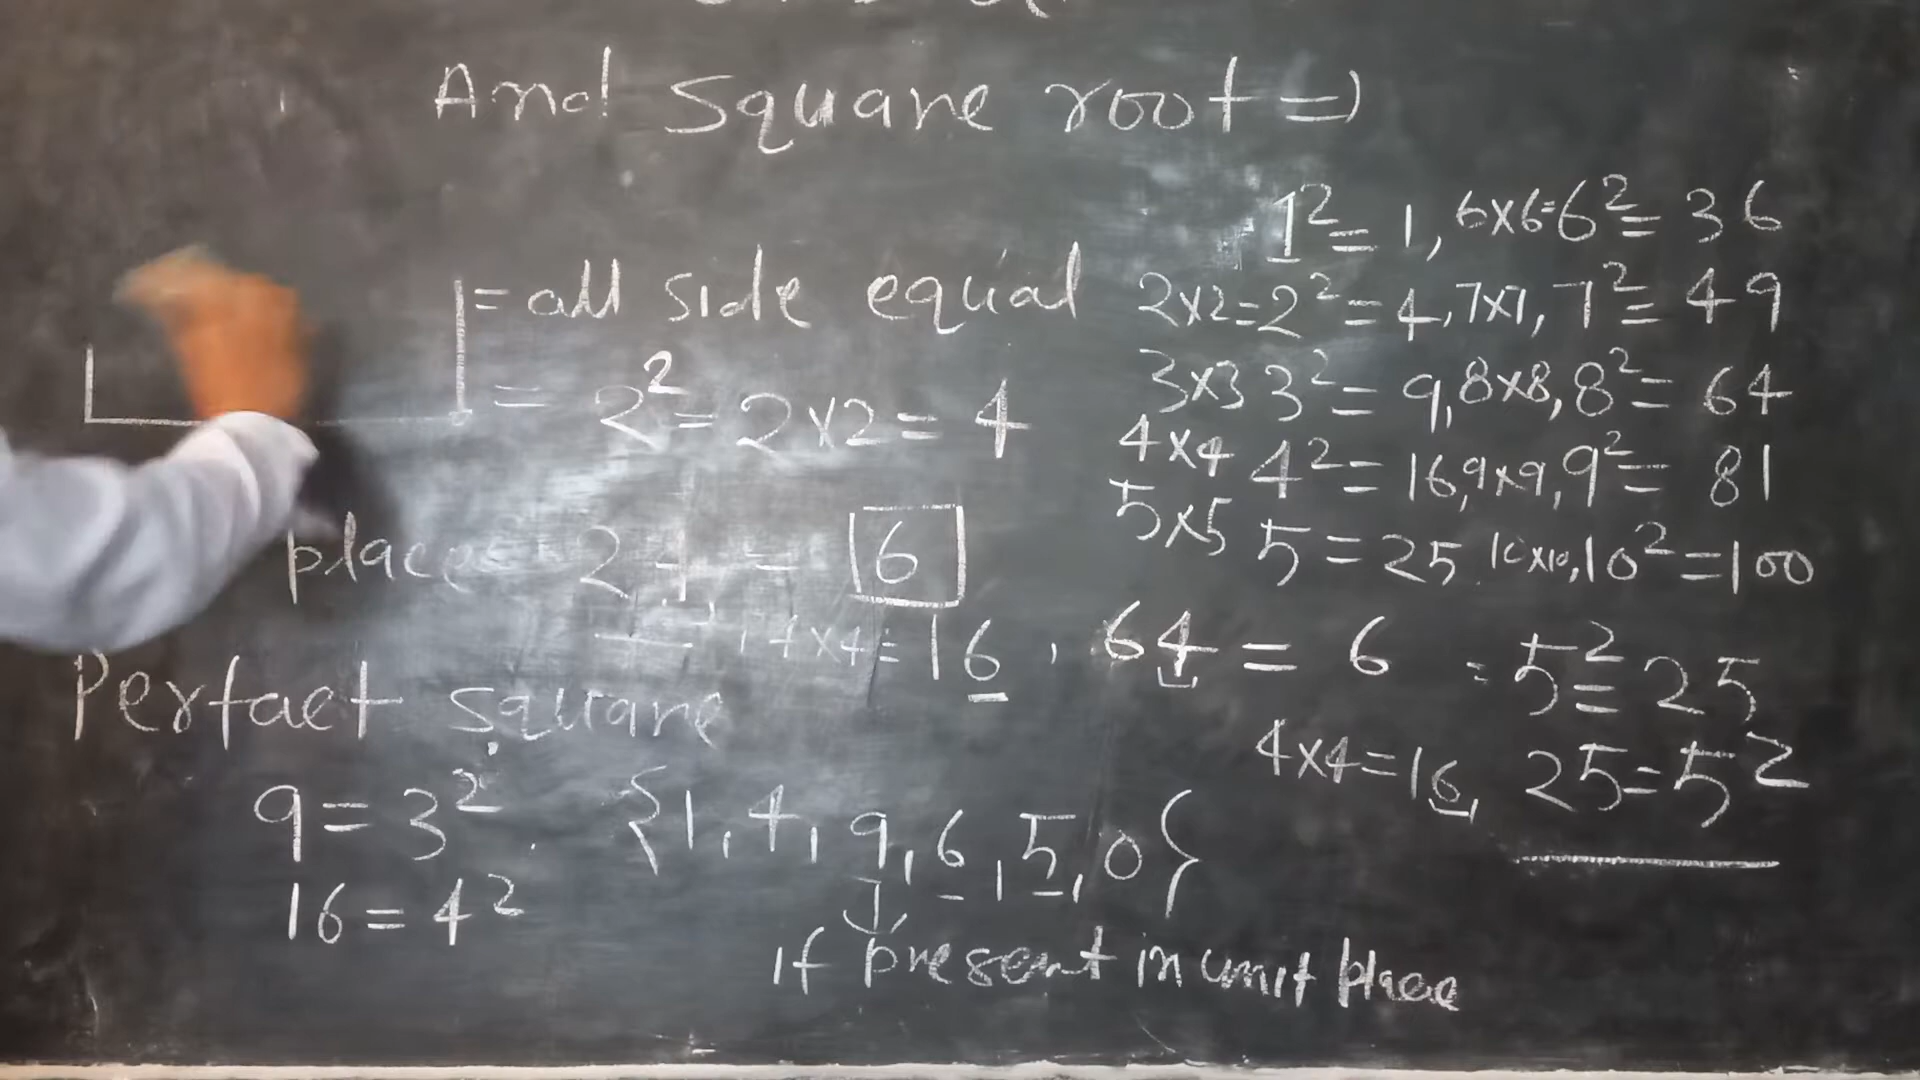 And Square root =)
1² = 1, 6x6=6² = 36
= all side equal
2x2=2²=4, 7x7, 7² = 49
= 2² = 2x2 = 4
3x3 3² = 9, 8x8, 8² = 64
4x4 4² = 16, 9x9, 9² = 81
5x5 5 = 25 10x10, 10² = 100
place 24 = 6
4x4=16, 64 = 6
5² = 25
Perfact square
4x4=16, 25=5²
9=3² {1,4,9,6,5,0}
16=4²
if present in unit place